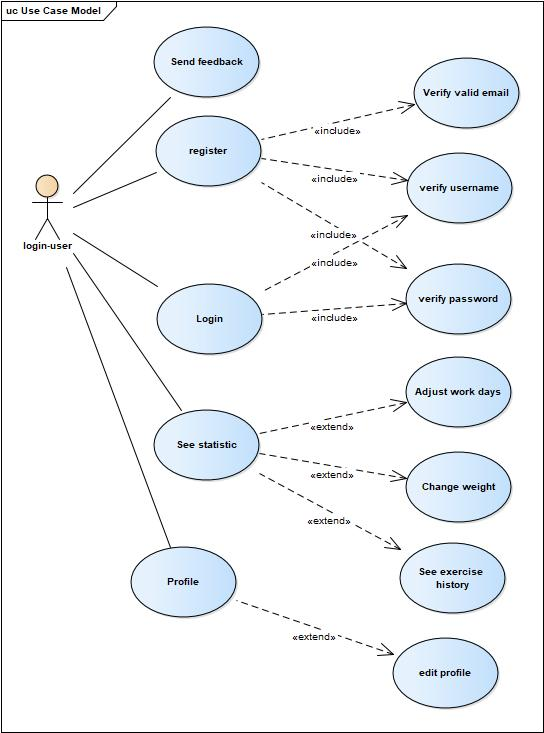 uc Use Case Model
Send feedback
Verify valid email
register
«include»
«include»
verify username
login-user
«include»
«include»
verify password
Login
«include»
Adjust work days
«extend»
See statistic
«extend»
Change weight
«extend»
See exercise
history
Profile
«extend»
edit profile